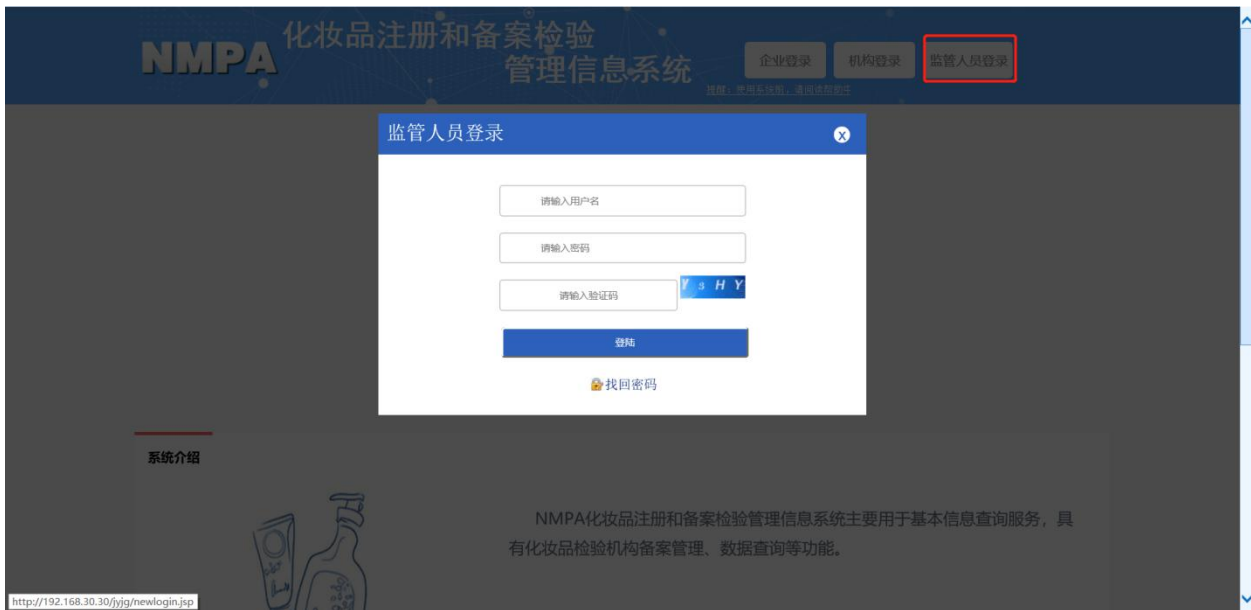 NMPA
化妆品注册和备案检验
管理信息系统
企业登录
机构登录
监管人员登录
监管人员登录
X
请输入用户名
请输入密码
请输入验证码
Y s H Y
登陆
找回密码
系统介绍
NMPA化妆品注册和备案检验管理信息系统主要用于基本信息查询服务，具
有化妆品检验机构备案管理、数据查询等功能。
http://192.168.30.30/jyjg/newlogin.jsp